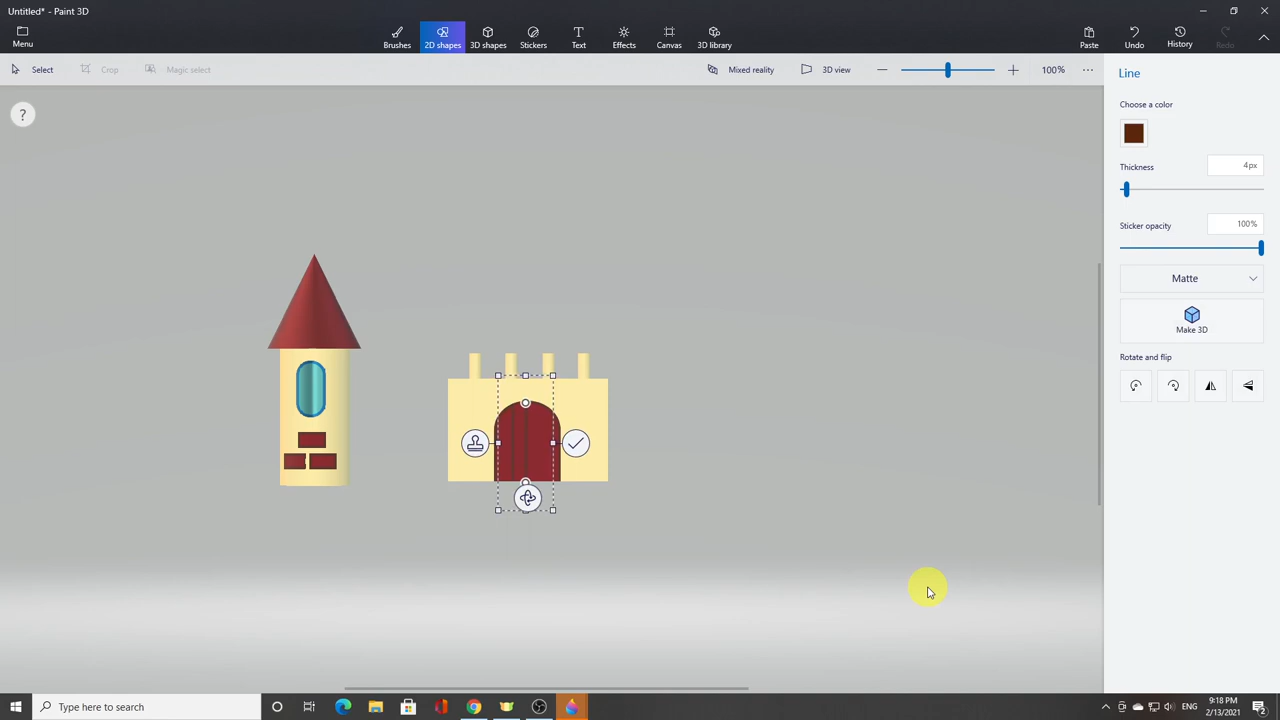 Untitled* - Paint 3D
Menu
Brushes
2D shapes
3D shapes
Stickers
Text
Effects
Canvas
3D library
Paste
Undo
History
Redo
Select
Crop
Magic select
Mixed reality
3D view
100%
?
Line
Choose a color
Thickness
4px
Sticker opacity
100%
Matte
Make 3D
Rotate and flip
Type here to search
ENG
9:18 PM
2/13/2021
2